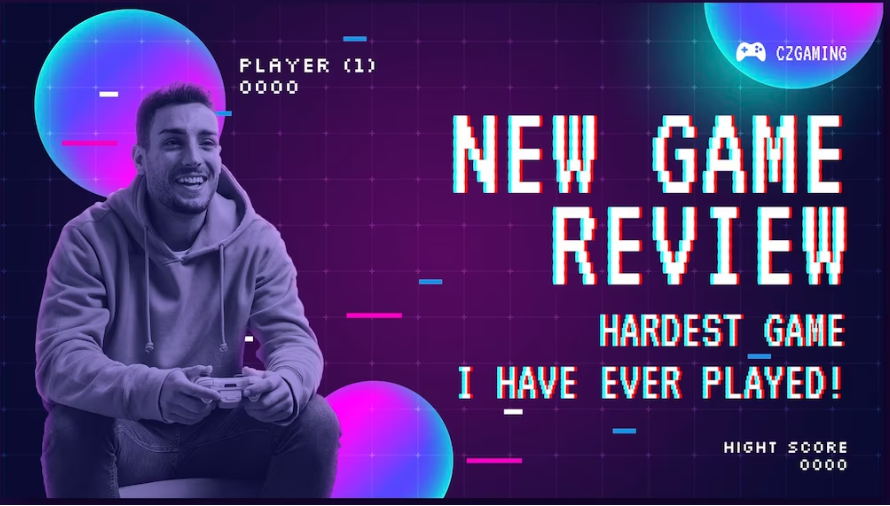 PLAYER (1)
0000
CZGAMING
NEW GAME
REVIEW
HARDEST GAME
I HAVE EVER PLAYED!
HIGHT SCORE
0000